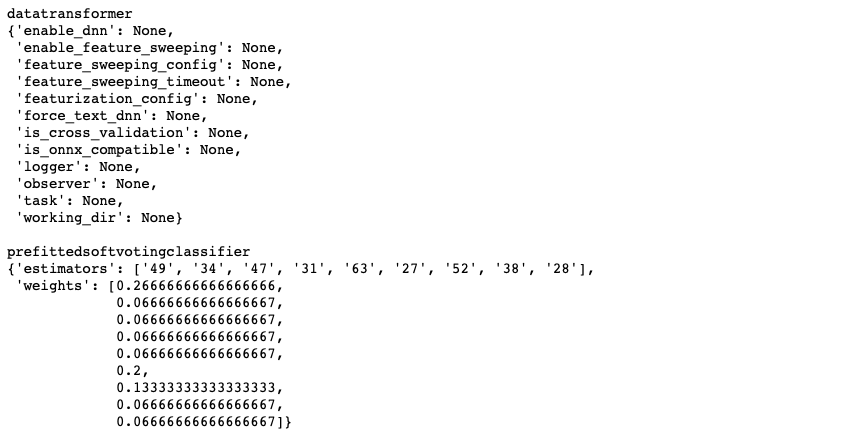 datatransformer
{'enable_dnn': None,
 'enable_feature_sweeping': None,
 'feature_sweeping_config': None,
 'feature_sweeping_timeout': None,
 'featurization_config': None,
 'force_text_dnn': None,
 'is_cross_validation': None,
 'is_onnx_compatible': None,
 'logger': None,
 'observer': None,
 'task': None,
 'working_dir': None}

prefittedsoftvotingclassifier
{'estimators': ['49', '34', '47', '31', '63', '27', '52', '38', '28'],
 'weights': [0.26666666666666666,
             0.06666666666666667,
             0.06666666666666667,
             0.06666666666666667,
             0.06666666666666667,
             0.2,
             0.13333333333333333,
             0.06666666666666667,
             0.06666666666666667]}